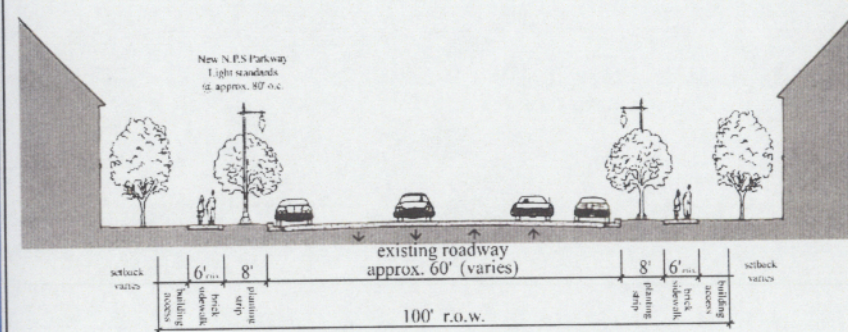 New N.P.S Parkway
Light standards
@ approx. 80' o.c.
existing roadway
approx. 60' (varies)
setback
varies
6' min.
8'
8'
6' min.
setback
varies
building
access
brick
sidewalk
planting
strip
planting
strip
brick
sidewalk
building
access
100' r.o.w.